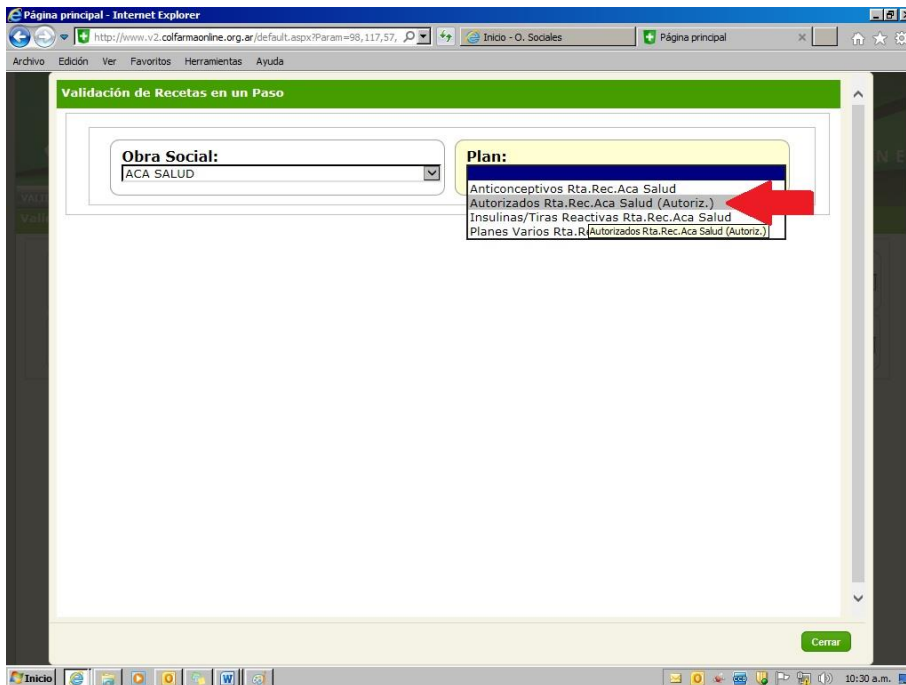 Página principal - Internet Explorer
http://www.v2.colfarmaonline.org.ar/default.aspx?Param=98,117,57,
Inicio - O. Sociales
Página principal
Archivo Edición Ver Favoritos Herramientas Ayuda
Validación de Recetas en un Paso
Obra Social:
ACA SALUD
Plan:
Anticonceptivos Rta.Rec.Aca Salud
Autorizados Rta.Rec.Aca Salud (Autoriz.)
Insulinas/Tiras Reactivas Rta.Rec.Aca Salud
Planes Varios
Autorizados Rta.Rec.Aca Salud (Autoriz.)
Cerrar
Inicio
10:30 a.m.